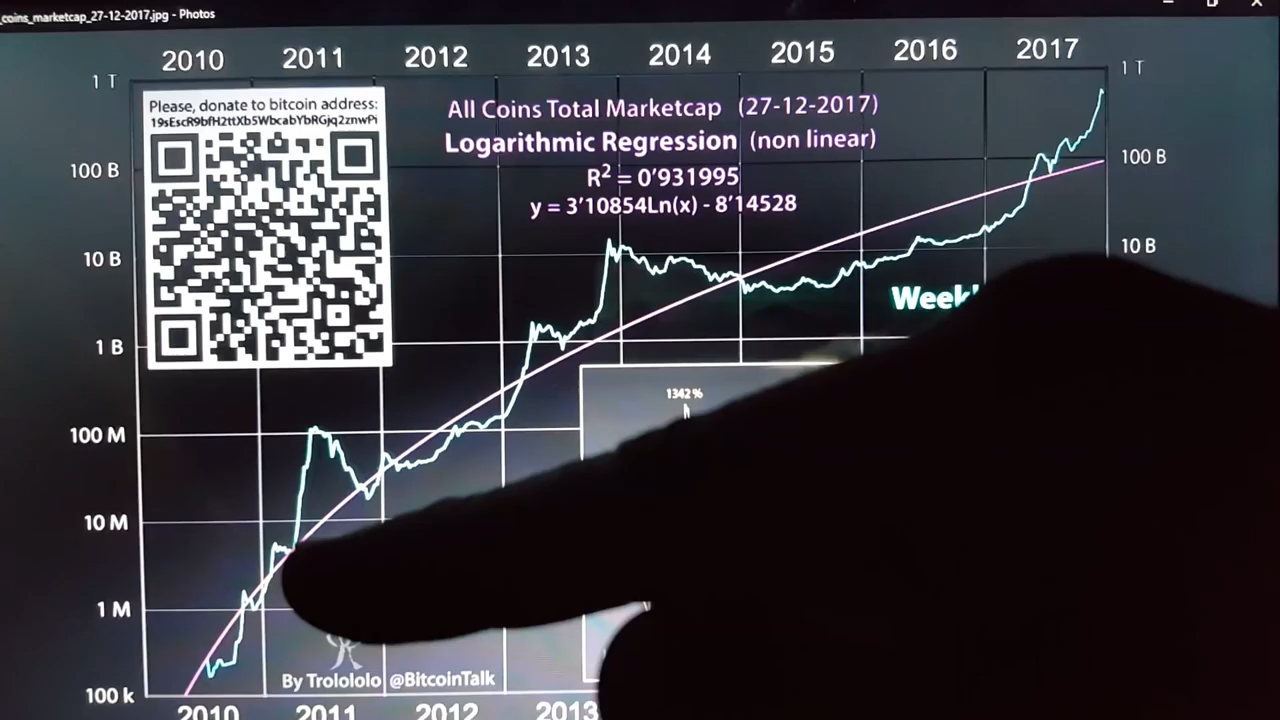 _coins_marketcap_27-12-2017.jpg - Photos
2010 2011 2012 2013 2014 2015 2016 2017
1 T 1 T
Please, donate to bitcoin address:
19sEscR9bfH2ttXb5WbcabYbRGjq2znwPi
All Coins Total Marketcap (27-12-2017)
Logarithmic Regression (non linear)
R² = 0'931995
y = 3'10854Ln(x) - 8'14528
100 B 100 B
10 B 10 B
1 B
100 M
10 M
1 M
100 k
1342 %
By Trolololo @BitcoinTalk
2010 2011 2012 2013